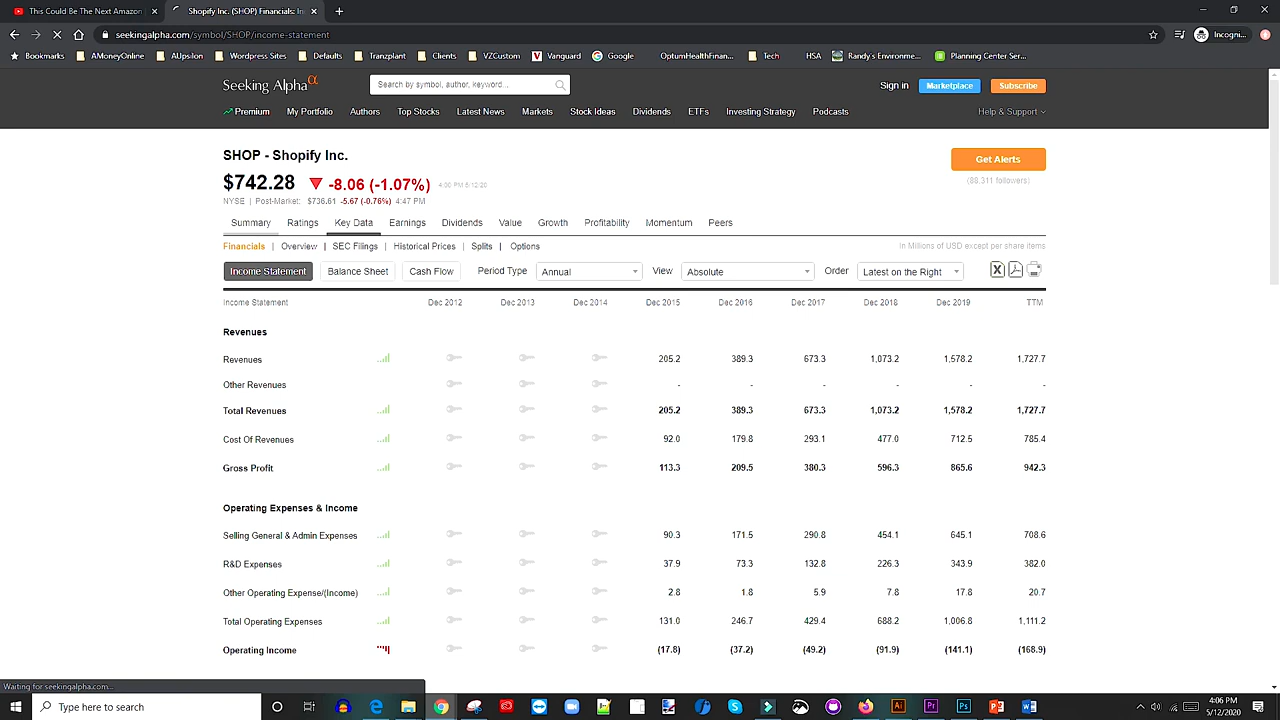 This Could Be The Next Amazon
Shopify Inc. (SHOP) Financials: In
seekingalpha.com/symbol/SHOP/income-statement
Incogni...
Bookmarks AMoneyOnline AUpsilon Wordpress Sites Defaults Tranzplant Clients VZCustom Vanguard Google OptumHealthFinan... Tech HSA Randy's Environme... Planning Center Ser...
Seeking Alpha α
Search by symbol, author, keyword...
Sign in Marketplace Subscribe
Premium My Portfolio Authors Top Stocks Latest News Markets Stock Ideas Dividends ETFs Investing Strategy Podcasts Help & Support
SHOP - Shopify Inc.
Get Alerts
$742.28 -8.06 (-1.07%) 4:00 PM 5/12/20
(89,311 followers)
NYSE | Post-Market: $736.61 -5.67 (-0.76%) 4:47 PM
Summary Ratings Key Data Earnings Dividends Value Growth Profitability Momentum Peers
Financials | Overview | SEC Filings | Historical Prices | Splits | Options
In Millions of USD except per share items
Income Statement Balance Sheet Cash Flow Period Type Annual View Absolute Order Latest on the Right
Income Statement Dec 2012 Dec 2013 Dec 2014 Dec 2015 Dec 2016 Dec 2017 Dec 2018 Dec 2019 TTM
Revenues
Revenues 205.2 389.3 673.3 1,073.2 1,578.2 1,727.7
Other Revenues - - - - - -
Total Revenues 205.2 389.3 673.3 1,073.2 1,578.2 1,727.7
Cost Of Revenues 92.0 179.8 477.0 712.5 785.4
Gross Profit 113.3 209.5 380.3 596.3 865.6 942.3
Operating Expenses & Income
Selling General & Admin Expenses 90.3 171.5 290.8 454.1 645.1 708.6
R&D Expenses 37.9 73.3 132.8 226.3 343.9 382.0
Other Operating Expense/(Income) 2.8 1.8 5.9 7.8 17.8 20.7
Total Operating Expenses 131.0 246.7 429.4 688.2 1,006.8 1,111.2
Operating Income (17.8) (37.2) (49.2) (91.9) (141.1) (168.9)
Waiting for seekingalpha.com...
Type here to search
4:06 PM
5/12/2020